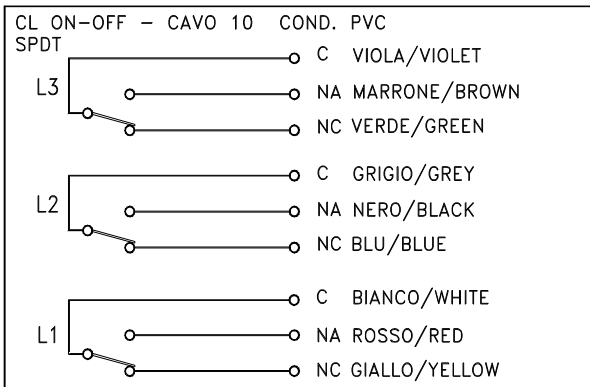 CL ON-OFF - CAVO 10 COND. PVC
SPDT
C VIOLA/VIOLET
L3
NA MARRONE/BROWN
NC VERDE/GREEN
C GRIGIO/GREY
L2
NA NERO/BLACK
NC BLU/BLUE
C BIANCO/WHITE
L1
NA ROSSO/RED
NC GIALLO/YELLOW